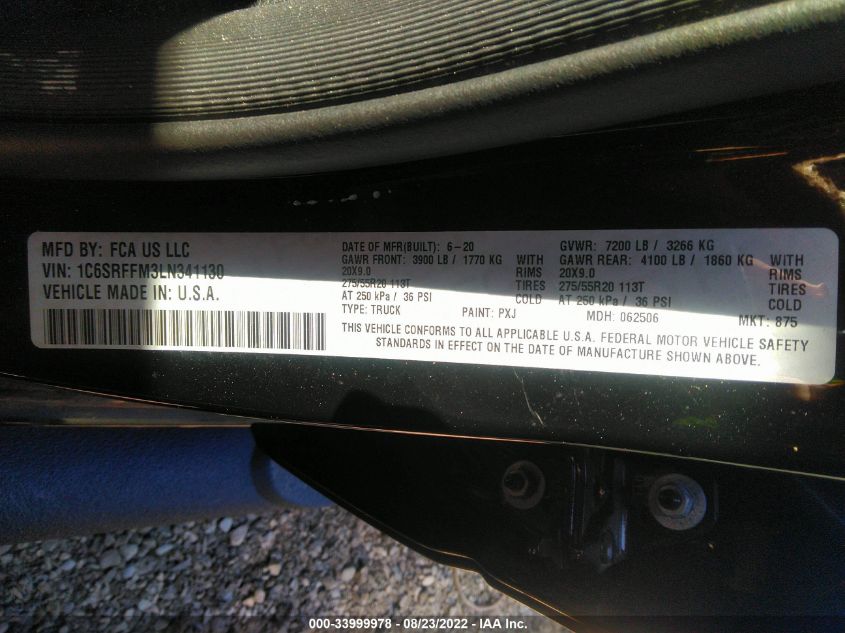 MFD BY: FCA US LLC
VIN: 1C6SRFFM3LN341130
VEHICLE MADE IN: U.S.A.
DATE OF MFR(BUILT): 6-20
GAWR FRONT: 3900 LB / 1770 KG WITH
20X9.0 RIMS
275/55R20 113T TIRES
AT 250 kPa / 36 PSI COLD
TYPE: TRUCK PAINT: PXJ
GVWR: 7200 LB / 3266 KG
GAWR REAR: 4100 LB / 1860 KG WITH
20X9.0 RIMS
275/55R20 113T TIRES
AT 250 kPa / 36 PSI COLD
MDH: 062506 MKT: 875
THIS VEHICLE CONFORMS TO ALL APPLICABLE U.S.A. FEDERAL MOTOR VEHICLE SAFETY
STANDARDS IN EFFECT ON THE DATE OF MANUFACTURE SHOWN ABOVE.
000-33999978 - 08/23/2022 - IAA Inc.